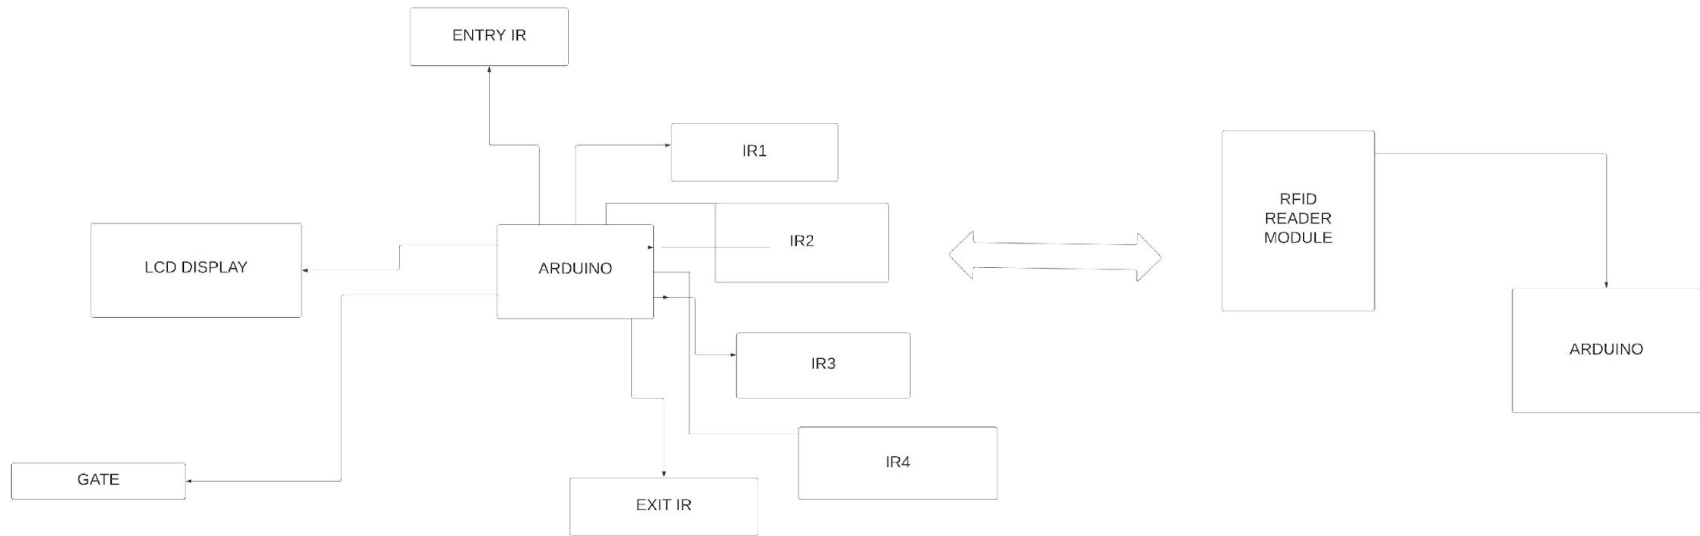 ENTRY IR
IR1
RFID
READER
MODULE
IR2
LCD DISPLAY
ARDUINO
ARDUINO
IR3
IR4
GATE
EXIT IR